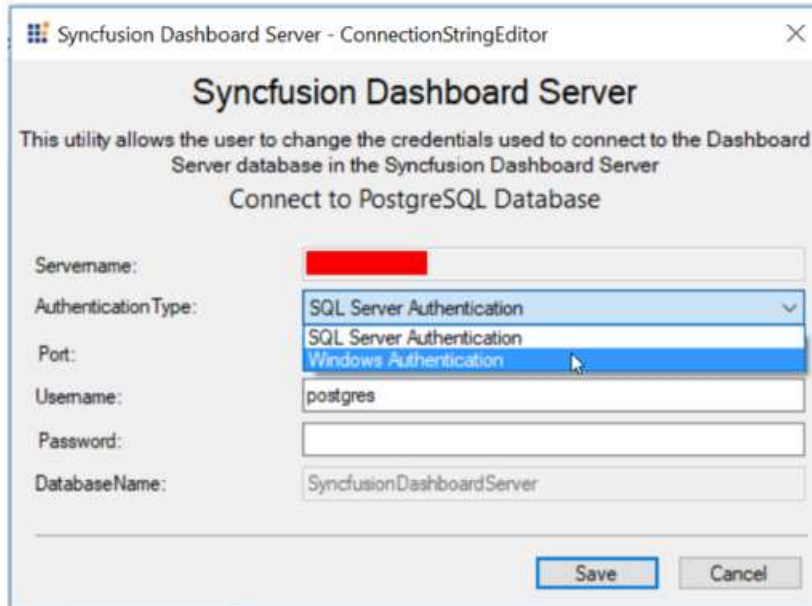 Syncfusion Dashboard Server - ConnectionStringEditor
Syncfusion Dashboard Server
This utility allows the user to change the credentials used to connect to the Dashboard
Server database in the Syncfusion Dashboard Server
Connect to PostgreSQL Database
Servername:
AuthenticationType: SQL Server Authentication
SQL Server Authentication
Port: Windows Authentication
Username: postgres
Password:
DatabaseName: SyncfusionDashboardServer
Save Cancel